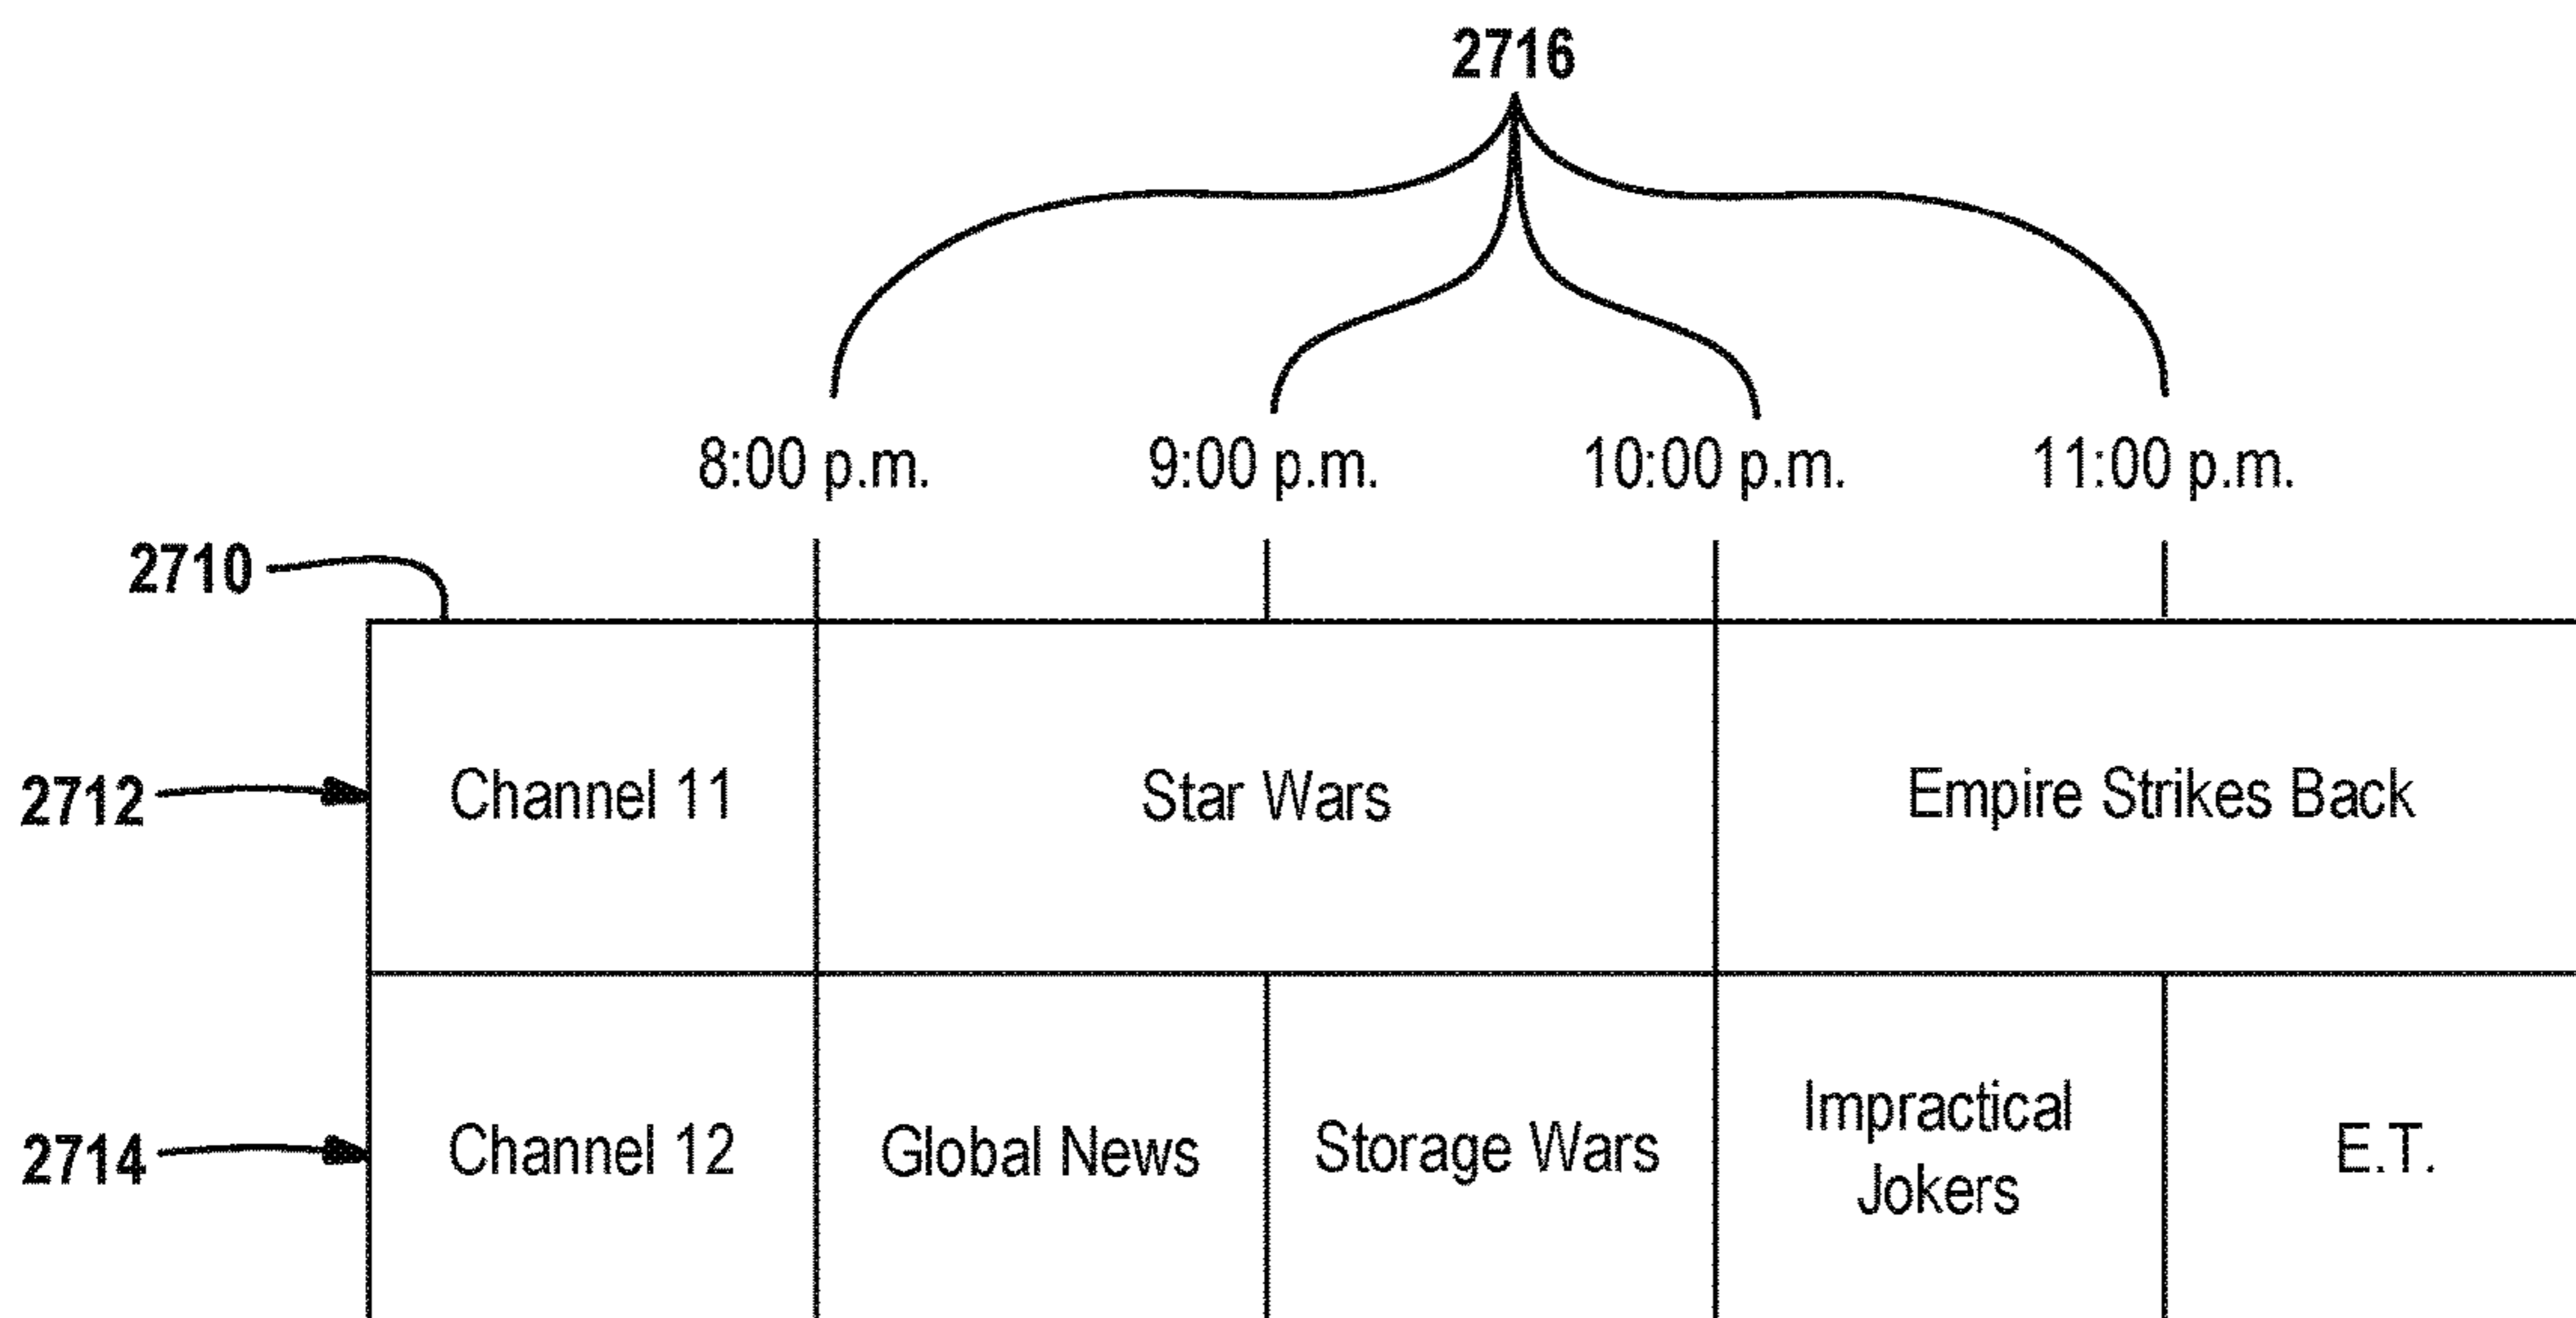 2716
8:00 p.m. 9:00 p.m. 10:00 p.m. 11:00 p.m.
2710
2712 Channel 11 Star Wars Empire Strikes Back
2714 Channel 12 Global News Storage Wars Impractical
Jokers E.T.